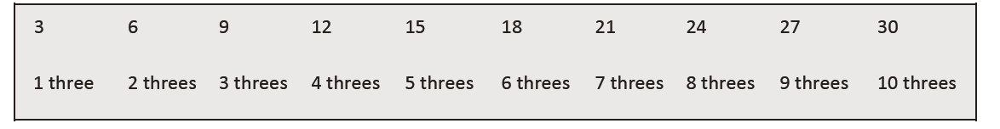 3 6 9 12 15 18 21 24 27 30
1 three 2 threes 3 threes 4 threes 5 threes 6 threes 7 threes 8 threes 9 threes 10 threes